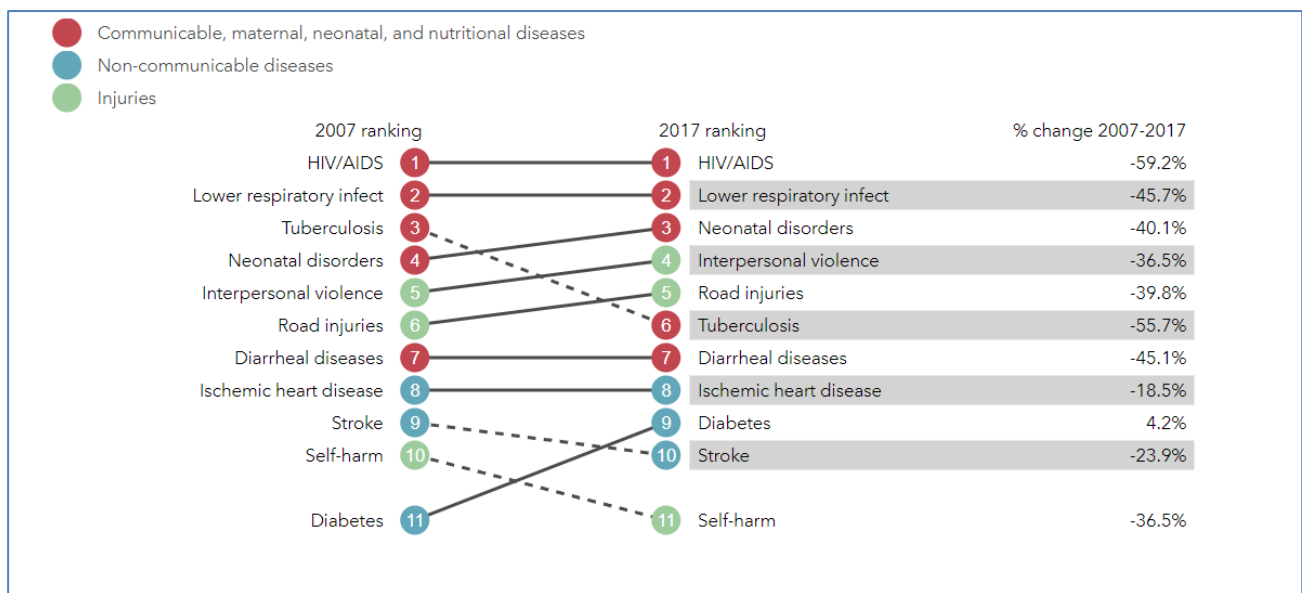 Communicable, maternal, neonatal, and nutritional diseases
Non-communicable diseases
Injuries
2007 ranking 2017 ranking % change 2007-2017
HIV/AIDS 1 1 HIV/AIDS -59.2%
Lower respiratory infect 2 2 Lower respiratory infect -45.7%
Tuberculosis 3 3 Neonatal disorders -40.1%
Neonatal disorders 4 4 Interpersonal violence -36.5%
Interpersonal violence 5 5 Road injuries -39.8%
Road injuries 6 6 Tuberculosis -55.7%
Diarrheal diseases 7 7 Diarrheal diseases -45.1%
Ischemic heart disease 8 8 Ischemic heart disease -18.5%
Stroke 9 9 Diabetes 4.2%
Self-harm 10 10 Stroke -23.9%
Diabetes 11 11 Self-harm -36.5%